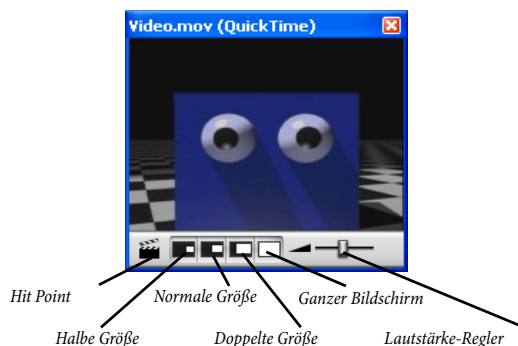 Video.mov (QuickTime)
Hit Point
Normale Größe
Ganzer Bildschirm
Halbe Größe
Doppelte Größe
Lautstärke-Regler